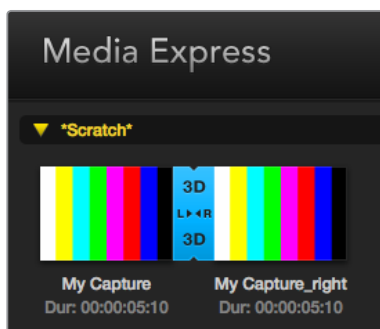 Media Express
*Scratch*
3D
L R
3D
My Capture My Capture_right
Dur: 00:00:05:10 Dur: 00:00:05:10